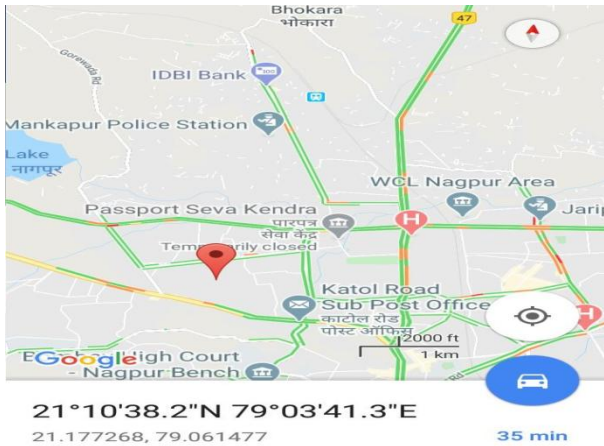 Bhokara
भोकारा
47
Gorewada Rd
IDBI Bank
Mankapur Police Station
Lake
नागपूर
WCL Nagpur Area
Passport Seva Kendra
पारपत्र
सेवा केंद्र
Temporarily closed
H
Jarip
Katol Road
Sub Post Office
काटोल रोड
पोस्ट ऑफिस
H
2000 ft
1 km
Google
igh Court
- Nagpur Bench
21°10'38.2"N 79°03'41.3"E
21.177268, 79.061477
35 min